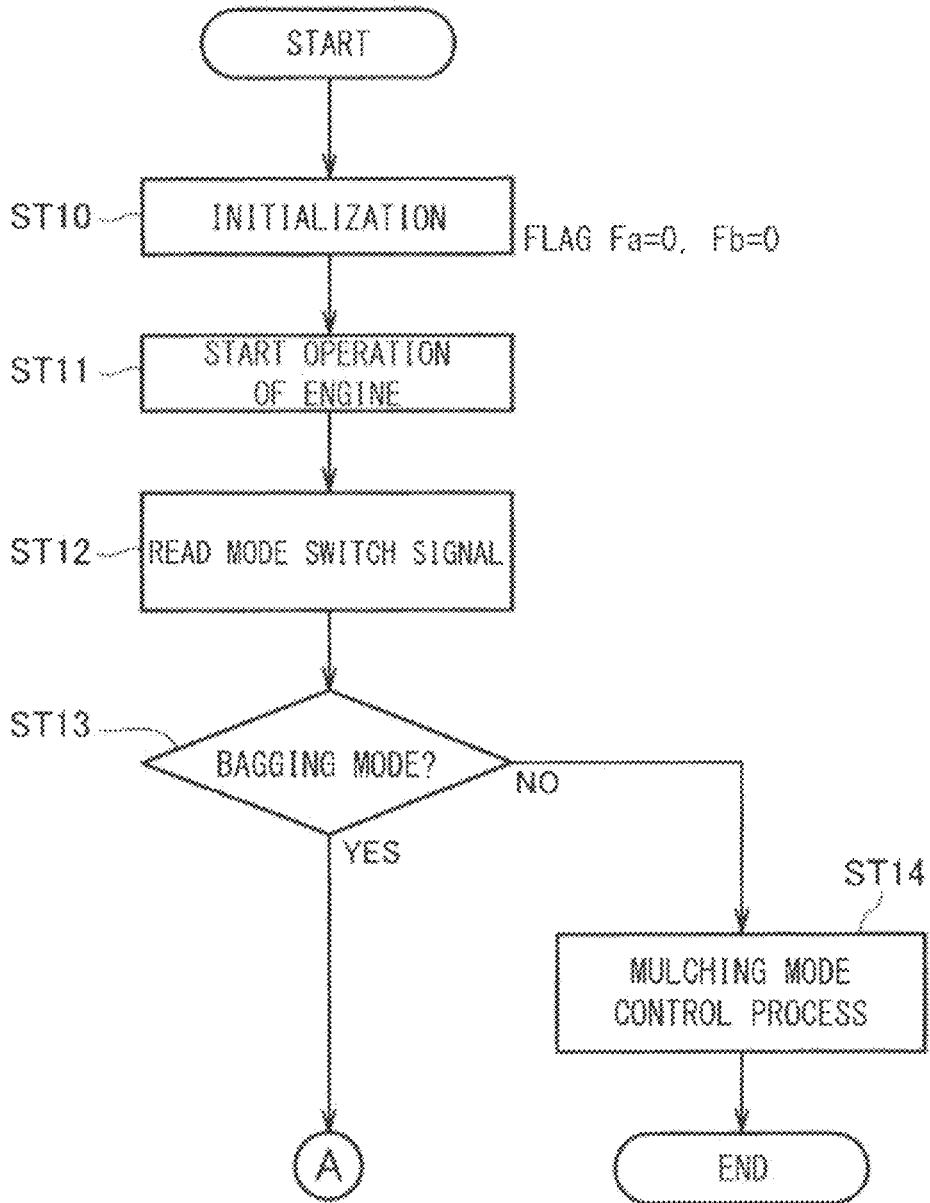 START
ST10
INITIALIZATION
FLAG Fa=0, Fb=0
ST11
START OPERATION
OF ENGINE
ST12
READ MODE SWITCH SIGNAL
ST13
BAGGING MODE?
NO
YES
ST14
MULCHING MODE
CONTROL PROCESS
A
END